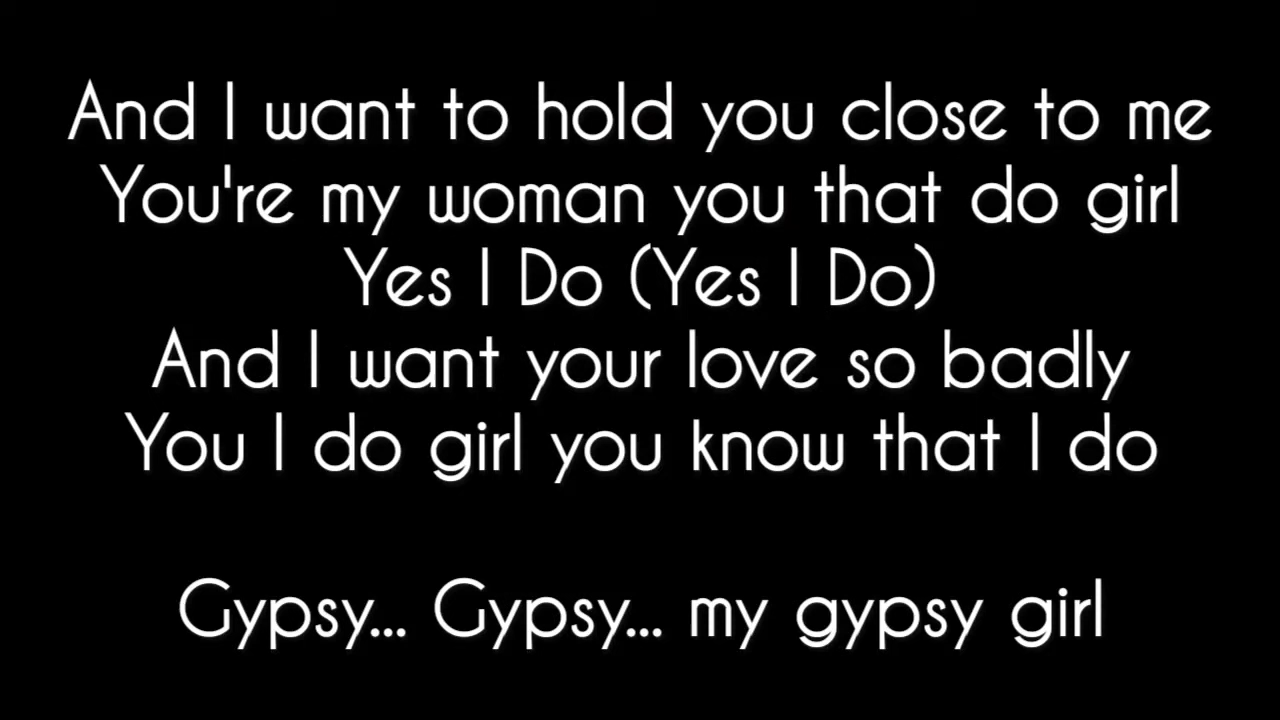 And I want to hold you close to me
You're my woman you that do girl
Yes I Do (Yes I Do)
And I want your love so badly
You I do girl you know that I do
Gypsy... Gypsy... my gypsy girl